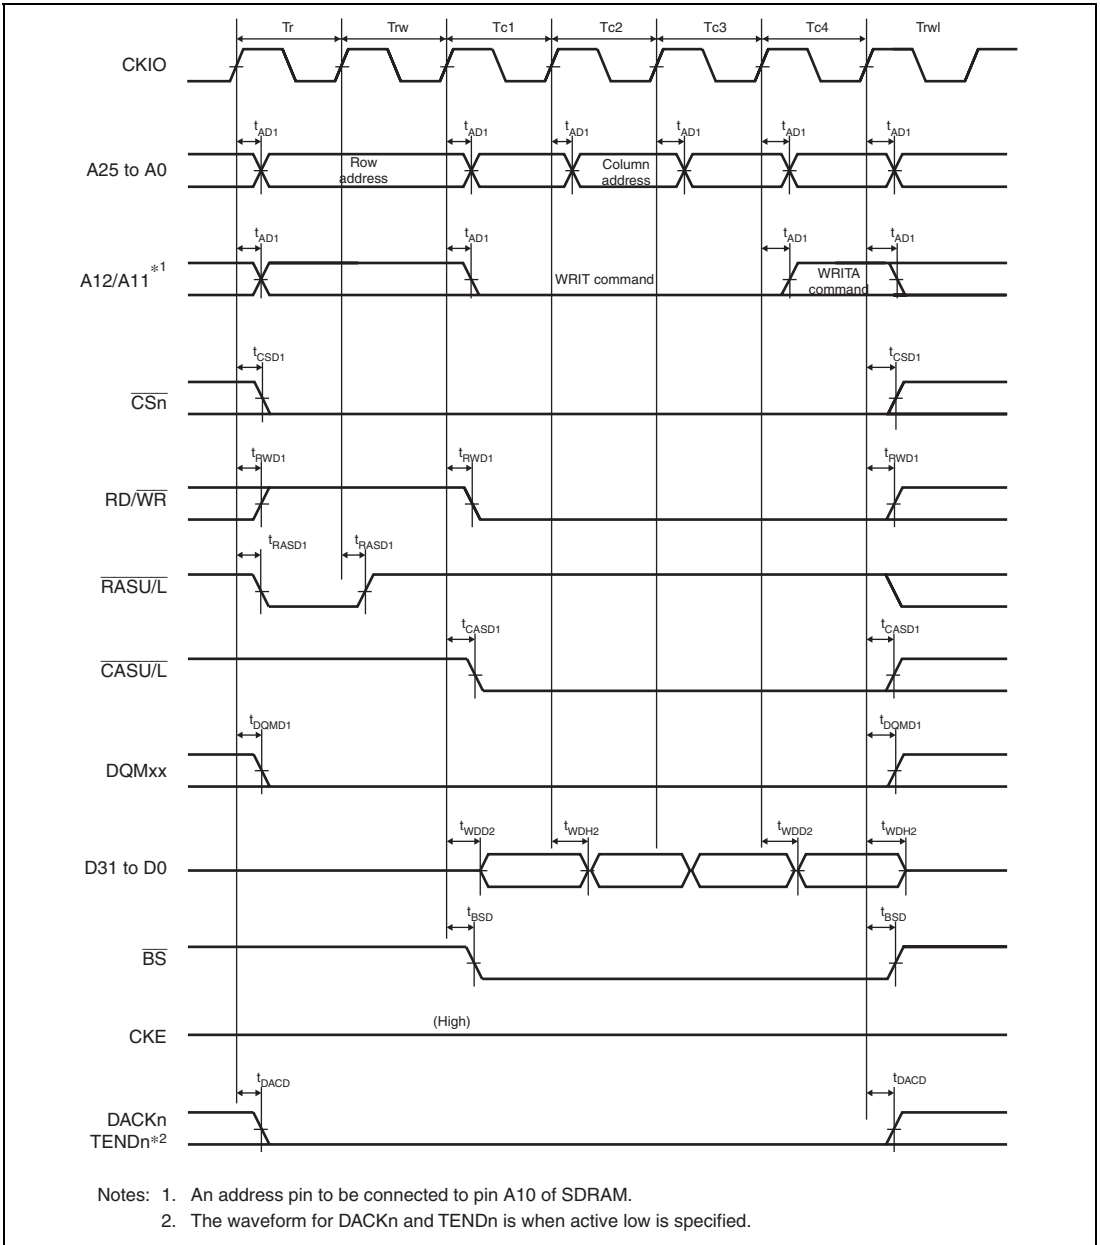 Tr Trw Tc1 Tc2 Tc3 Tc4 Trwl
CKIO
tAD1 tAD1 tAD1 tAD1 tAD1 tAD1
A25 to A0
Row
address
Column
address
tAD1 tAD1 tAD1 tAD1
A12/A11*1
WRIT command
WRITA
command
tCSD1 tCSD1
CSn
tRWD1 tRWD1 tRWD1
RD/WR
tRASD1 tRASD1
RASU/L
tCASD1 tCASD1
CASU/L
tDQMD1 tDQMD1
DQMxx
tWDD2 tWDH2 tWDD2 tWDH2
D31 to D0
tBSD tBSD
BS
(High)
CKE
tDACD tDACD
DACKn
TENDn*2
Notes: 1. An address pin to be connected to pin A10 of SDRAM.
2. The waveform for DACKn and TENDn is when active low is specified.